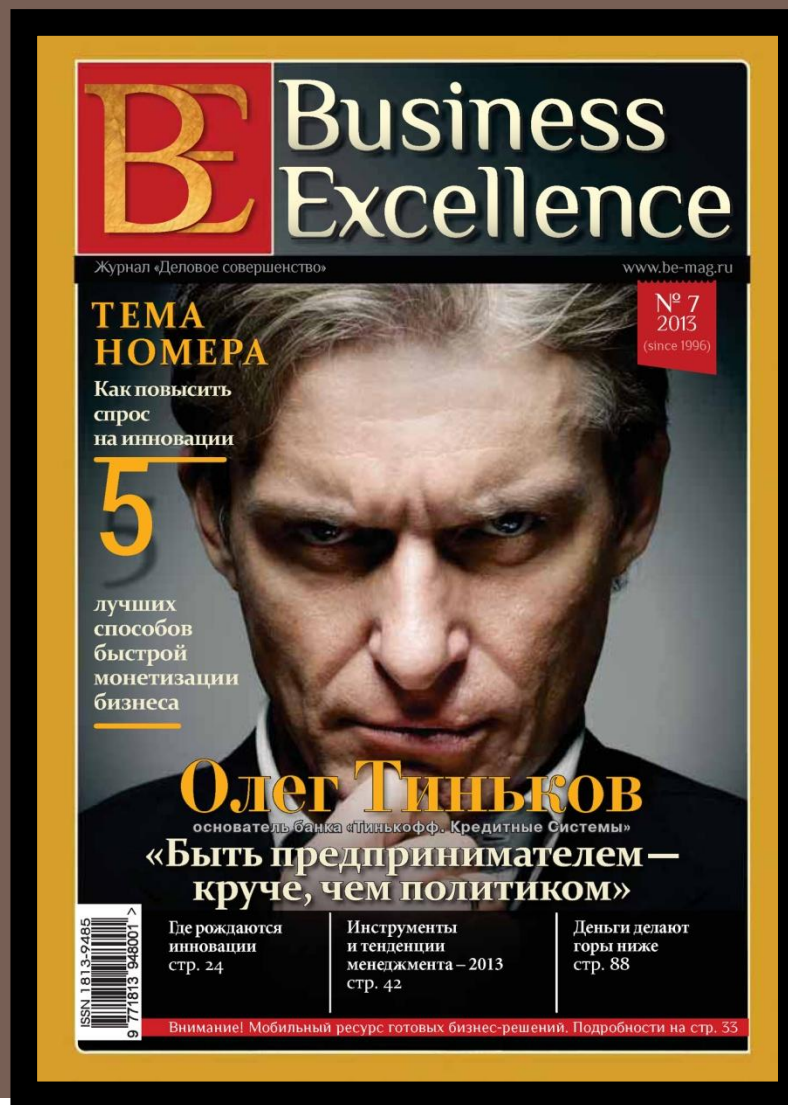 BE
Business
Excellence
Журнал «Деловое совершенство»
www.be-mag.ru
№ 7
2013
(since 1996)
ТЕМА
НОМЕРА
Как повысить
спрос
на инновации
5
лучших
способов
быстрой
монетизации
бизнеса
Олег Тиньков
основатель банка «Тинькофф. Кредитные Системы»
«Быть предпринимателем —
круче, чем политиком»
Где рождаются
инновации
стр. 24
Инструменты
и тенденции
менеджмента – 2013
стр. 42
Деньги делают
горы ниже
стр. 88
ISSN 1813-9485
9 771813 948001 >
Внимание! Мобильный ресурс готовых бизнес-решений. Подробности на стр. 33